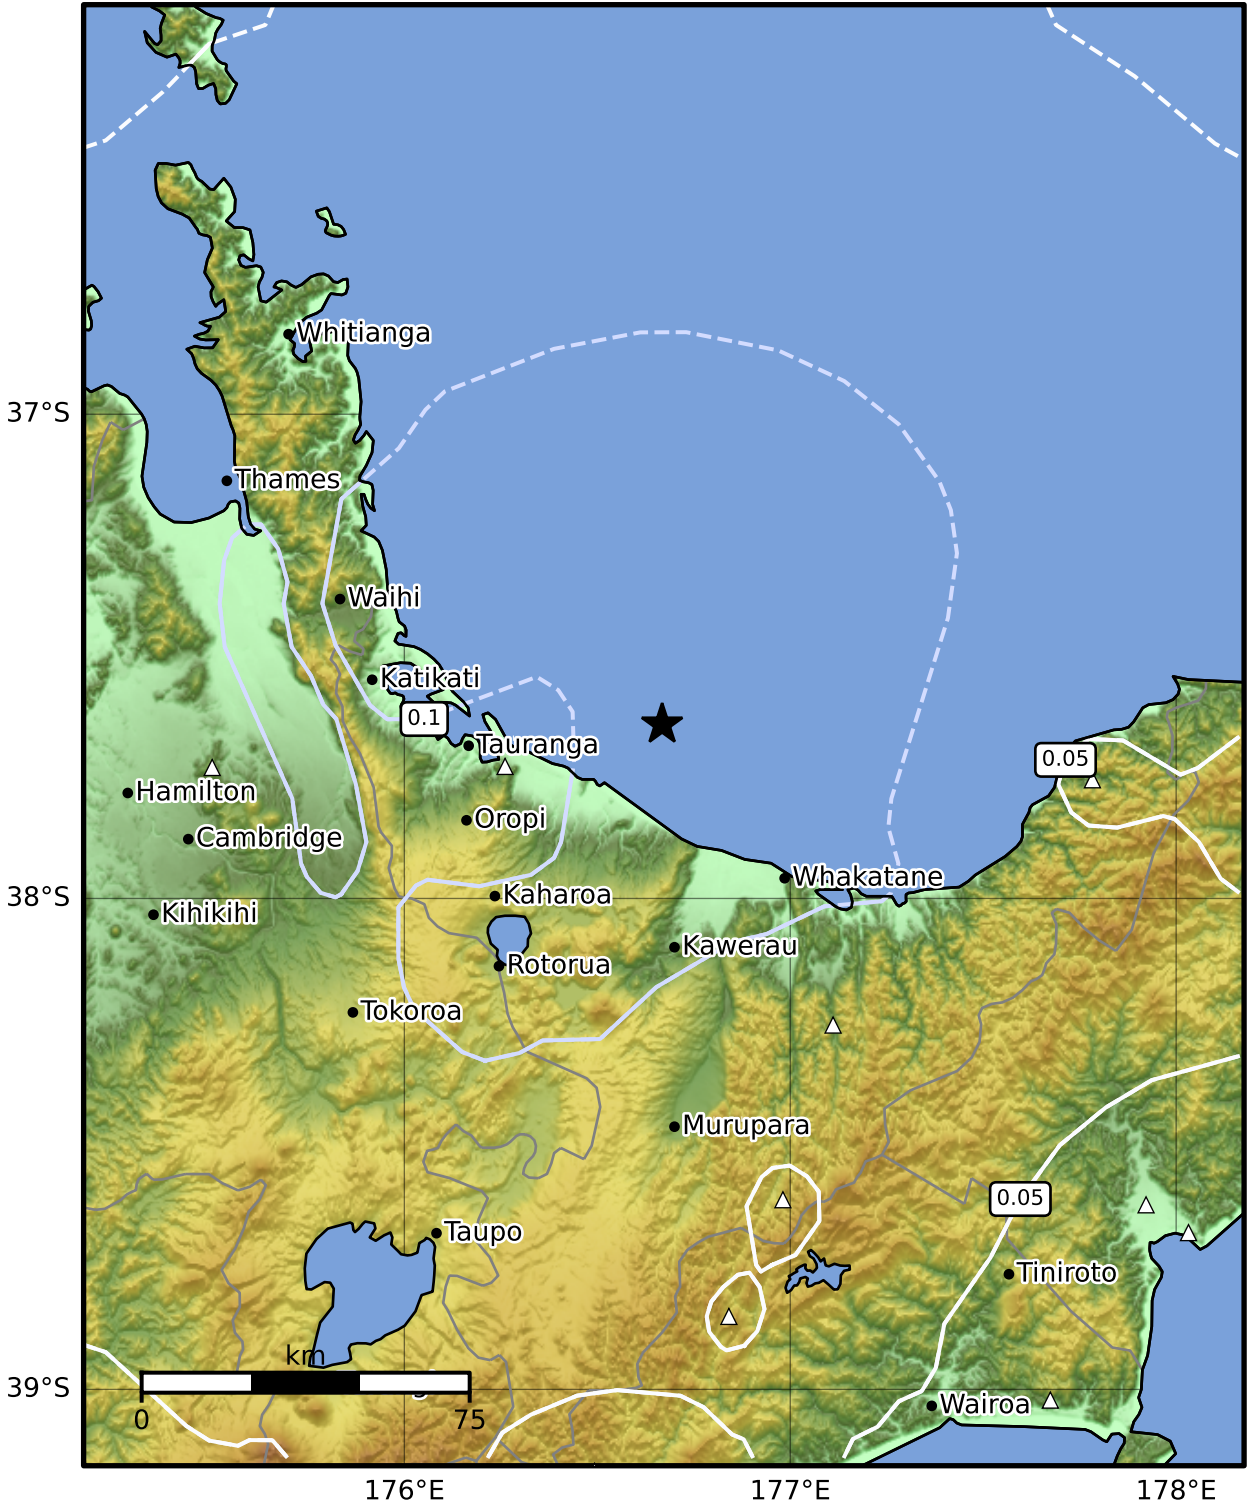 Whitianga
37°S
Thames
Waihi
Katikati
0.1
Tauranga
0.05
Hamilton
Oropi
Cambridge
Whakatane
38°S
Kaharoa
Kihikihi
Kawerau
Rotorua
Tokoroa
Murupara
0.05
Taupo
Tiniroto
km
39°S
Wairoa
0
75
176°E
177°E
178°E